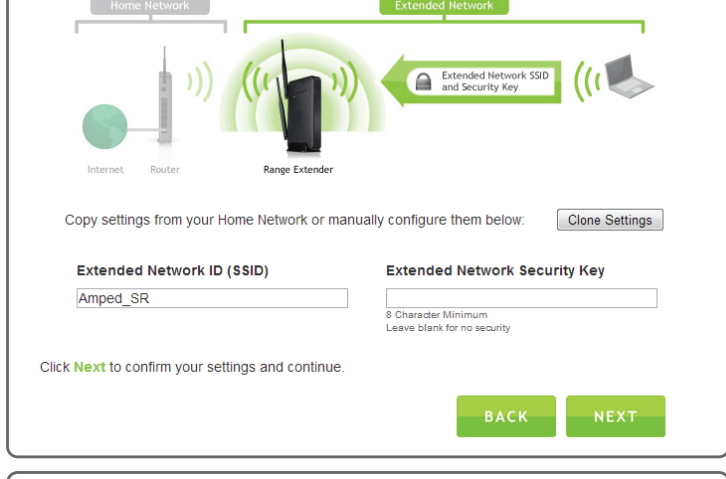 Home Network
Extended Network
Extended Network SSID
and Security Key
Internet
Router
Range Extender
Copy settings from your Home Network or manually configure them below:
Clone Settings
Extended Network ID (SSID)
Extended Network Security Key
Amped_SR
8 Character Minimum
Leave blank for no security
Click Next to confirm your settings and continue.
BACK
NEXT